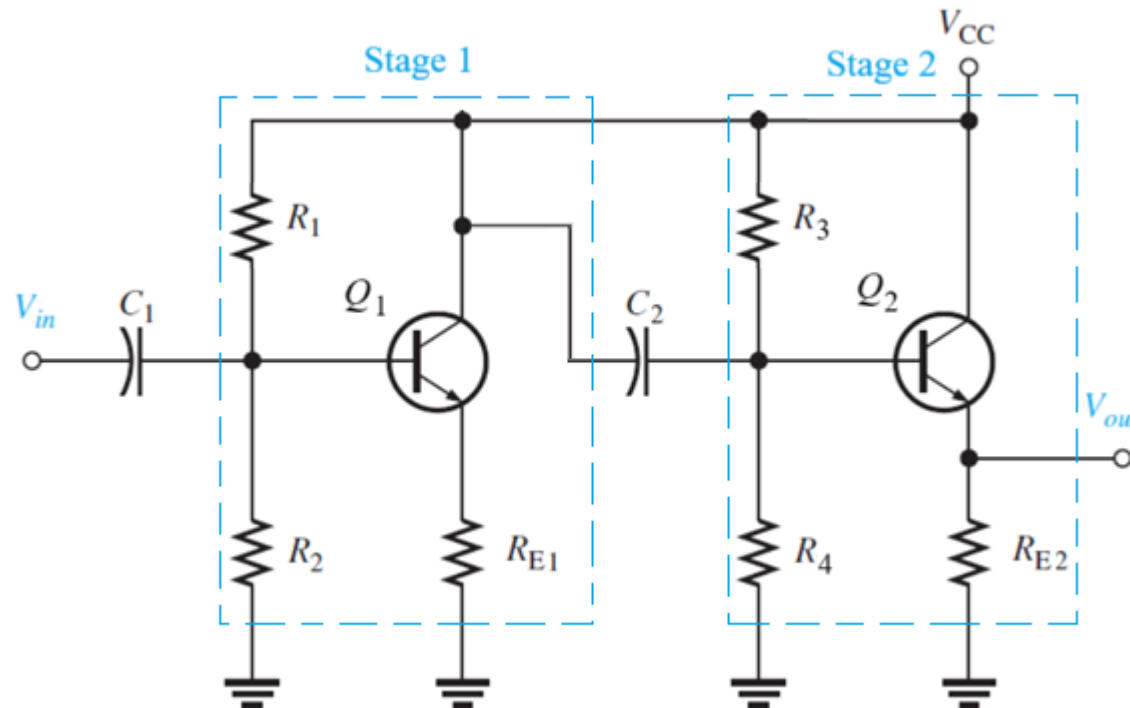 Stage 1
Stage 2
VCC
R1
R3
Vin
C1
Q1
C2
Q2
Vou
R2
RE1
R4
RE2